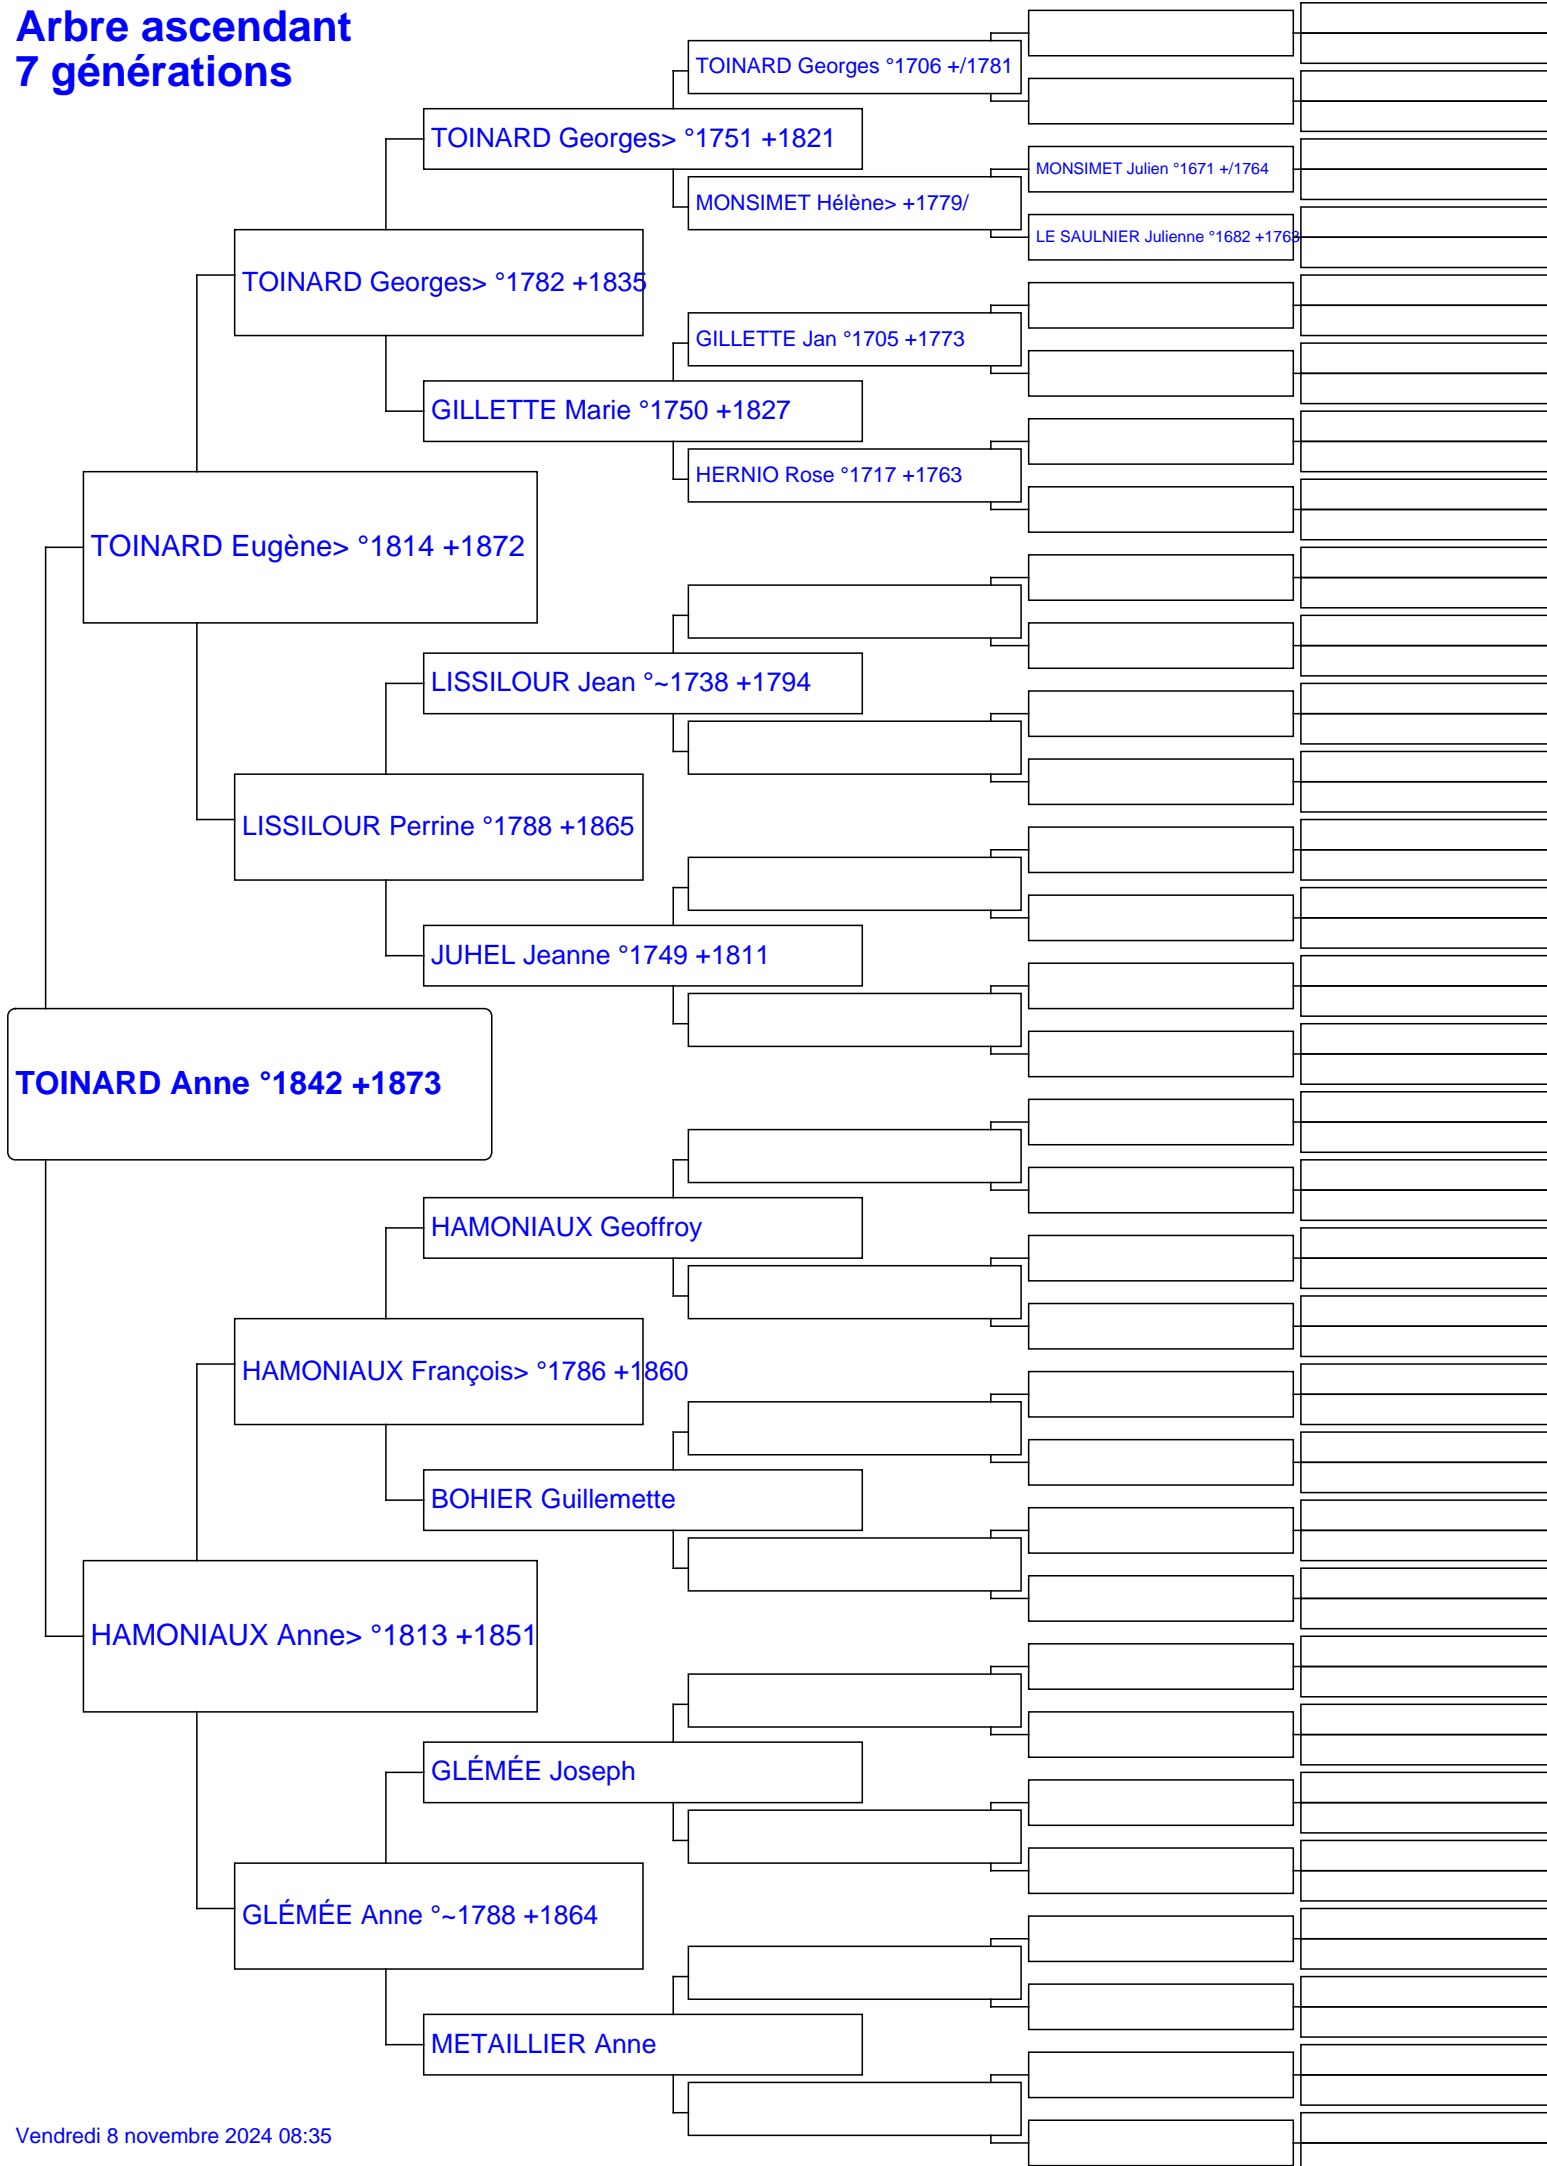 Arbre ascendant
7 générations
TOINARD Georges °1706 +/1781
TOINARD Georges> °1751 +1821
MONSIMET Julien °1671 +/1764
MONSIMET Hélène> +1779/
LE SAULNIER Julienne °1682 +1763
TOINARD Georges> °1782 +1835
GILLETTE Jan °1705 +1773
GILLETTE Marie °1750 +1827
HERNIO Rose °1717 +1763
TOINARD Eugène> °1814 +1872
LISSILOUR Jean °~1738 +1794
LISSILOUR Perrine °1788 +1865
JUHEL Jeanne °1749 +1811
TOINARD Anne °1842 +1873
HAMONIAUX Geoffroy
HAMONIAUX François> °1786 +1860
BOHIER Guillemette
HAMONIAUX Anne> °1813 +1851
GLÉMÉE Joseph
GLÉMÉE Anne °~1788 +1864
METAILLIER Anne
Vendredi 8 novembre 2024 08:35